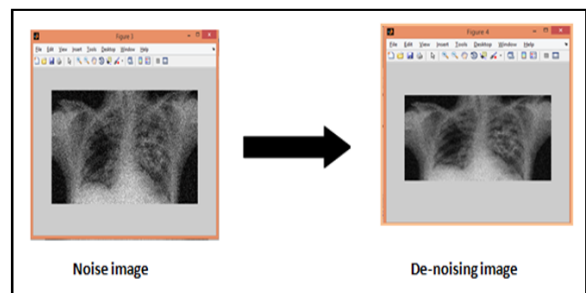 Figure 1
File Edit View Insert Tools Desktop Window Help
Figure 4
File Edit View Insert Tools Desktop Window Help
Noise image
De-noising image